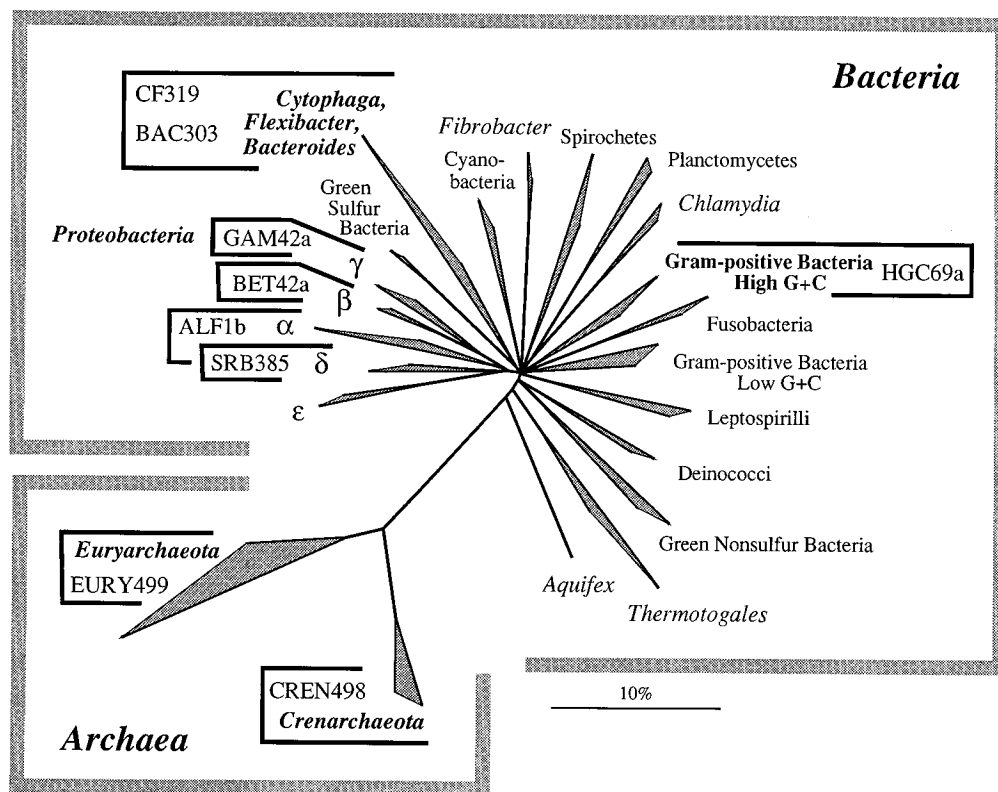 Bacteria
CF319
BAC303
Cytophaga,
Flexibacter,
Bacteroides
Fibrobacter
Spirochetes
Cyano-
bacteria
Planctomycetes
Chlamydia
Green
Sulfur
Bacteria
Proteobacteria
GAM42a
γ
BET42a
β
ALF1b α
SRB385 δ
ε
Gram-positive Bacteria
High G+C
HGC69a
Fusobacteria
Gram-positive Bacteria
Low G+C
Leptospirilli
Deinococci
Green Nonsulfur Bacteria
Aquifex
Thermotogales
Euryarchaeota
EURY499
CREN498
Crenarchaeota
Archaea
10%